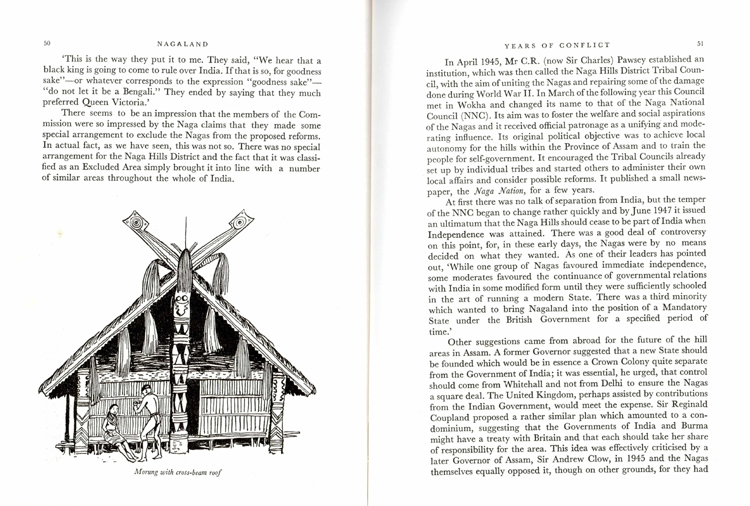 50
NAGALAND
'This is the way they put it to me. They said, "We hear that a
black king is going to come to rule over India. If that is so, for goodness
sake"—or whatever corresponds to the expression "goodness sake"—
"do not let it be a Bengali." They ended by saying that they much
preferred Queen Victoria.'
There seems to be an impression that the members of the Com-
mission were so impressed by the Naga claims that they made some
special arrangement to exclude the Nagas from the proposed reforms.
In actual fact, as we have seen, this was not so. There was no special
arrangement for the Naga Hills District and the fact that it was classi-
fied as an Excluded Area simply brought it into line with a number
of similar areas throughout the whole of India.
Morung with cross-beam roof
YEARS OF CONFLICT
51
In April 1945, Mr C.R. (now Sir Charles) Pawsey established an
institution, which was then called the Naga Hills District Tribal Coun-
cil, with the aim of uniting the Nagas and repairing some of the damage
done during World War II. In March of the following year this Council
met in Wokha and changed its name to that of the Naga National
Council (NNC). Its aim was to foster the welfare and social aspirations
of the Nagas and it received official patronage as a unifying and mode-
rating influence. Its original political objective was to achieve local
autonomy for the hills within the Province of Assam and to train the
people for self-government. It encouraged the Tribal Councils already
set up by individual tribes and started others to administer their own
local affairs and consider possible reforms. It published a small news-
paper, the Naga Nation, for a few years.
At first there was no talk of separation from India, but the temper
of the NNC began to change rather quickly and by June 1947 it issued
an ultimatum that the Naga Hills should cease to be part of India when
Independence was attained. There was a good deal of controversy
on this point, for, in these early days, the Nagas were by no means
decided on what they wanted. As one of their leaders has pointed
out, 'While one group of Nagas favoured immediate independence,
some moderates favoured the continuance of governmental relations
with India in some modified form until they were sufficiently schooled
in the art of running a modern State. There was a third minority
which wanted to bring Nagaland into the position of a Mandatory
State under the British Government for a specified period of
time.'
Other suggestions came from abroad for the future of the hill
areas in Assam. A former Governor suggested that a new State should
be founded which would be in essence a Crown Colony quite separate
from the Government of India; it was essential, he urged, that control
should come from Whitehall and not from Delhi to ensure the Nagas
a square deal. The United Kingdom, perhaps assisted by contributions
from the Indian Government, would meet the expense. Sir Reginald
Coupland proposed a rather similar plan which amounted to a con-
dominium, suggesting that the Governments of India and Burma
might have a treaty with Britain and that each should take her share
of responsibility for the area. This idea was effectively criticised by a
later Governor of Assam, Sir Andrew Clow, in 1945 and the Nagas
themselves equally opposed it, though on other grounds, for they had